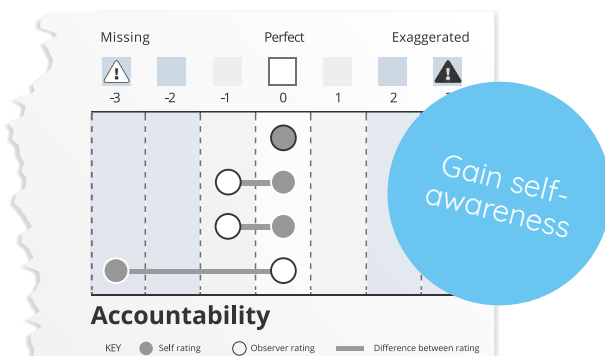 Missing Perfect Exaggerated
-3 -2 -1 0 1 2
Gain self-
awareness
Accountability
KEY Self rating Observer rating Difference between rating